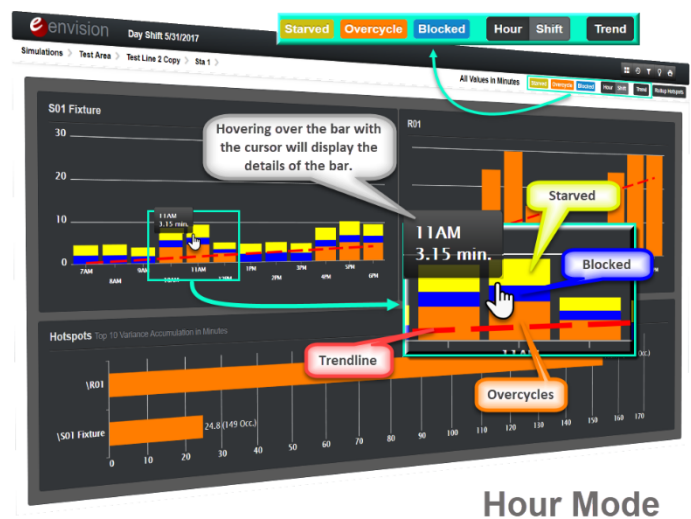 Starved Overcycle Blocked Hour Shift Trend
envision Day Shift 5/31/2017
Simulations > Test Area > Test Line 2 Copy > Sta 1 >
All Values in Minutes Starved Overcycle Blocked Hour Shift Trend Rollup Hotspots
S01 Fixture
30
20
10
0
7AM
8AM
9AM
10AM
11AM
12PM
1PM
2PM
3PM
4PM
5PM
6PM
11AM
3.15 min.
R01
Hovering over the bar with
the cursor will display the
details of the bar.
11AM
3.15 min.
Starved
Blocked
Trendline
Overcycles
Hotspots Top 10 Variance Accumulation in Minutes
\R01
\S01 Fixture
24.8 (149 Occ.)
0 10 20 30 40 50 60 70 80 90 100 110 120 130 140 150 160 170
Hour Mode